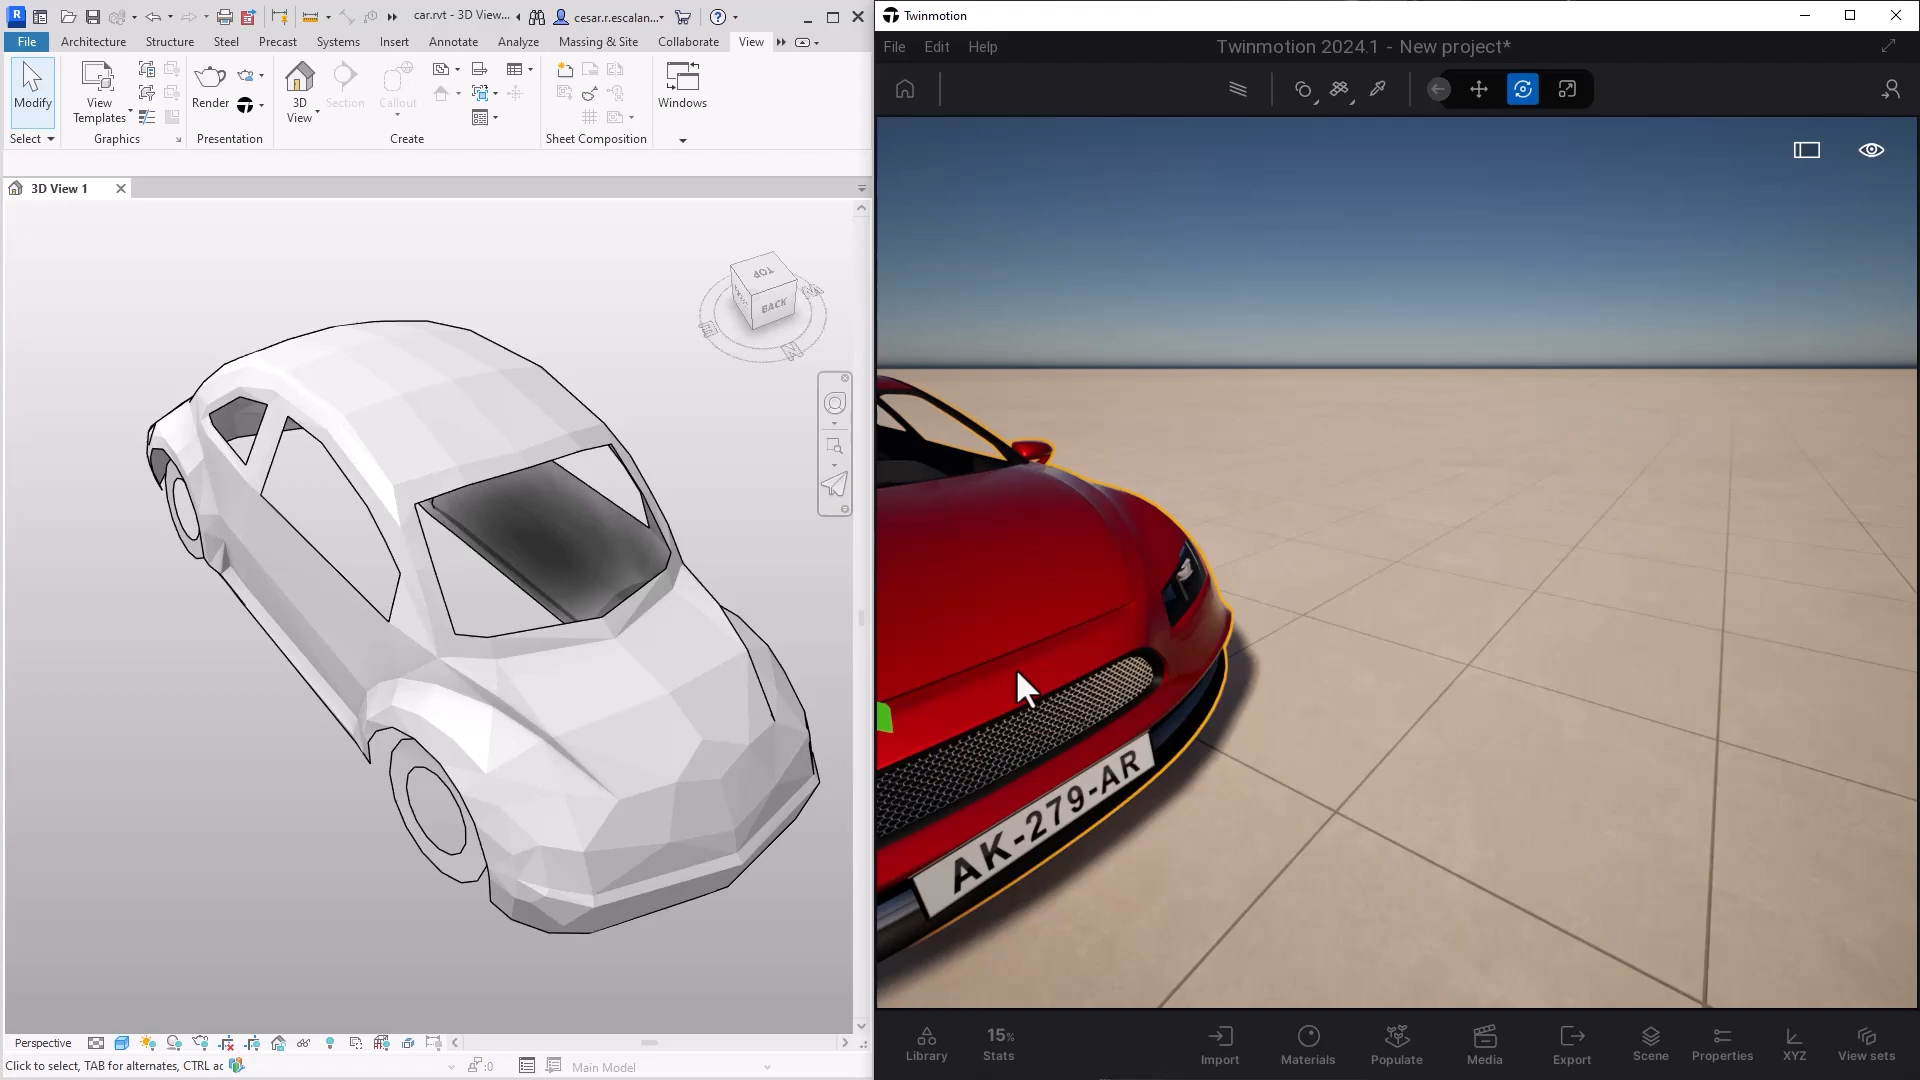 car.rvt - 3D View...
cesar.r.escalan...
File Architecture Structure Steel Precast Systems Insert Annotate Analyze Massing & Site Collaborate View
Modify
View
Templates
Render
3D
View
Section
Callout
Windows
Select
Graphics
Presentation
Create
Sheet Composition
3D View 1
TOP
BACK
E
N
Perspective
Click to select, TAB for alternates, CTRL ac
:0
Main Model
Twinmotion
File Edit Help
Twinmotion 2024.1 - New project*
AK-279-AR
Library
15%
Stats
Import
Materials
Populate
Media
Export
Scene
Properties
XYZ
View sets